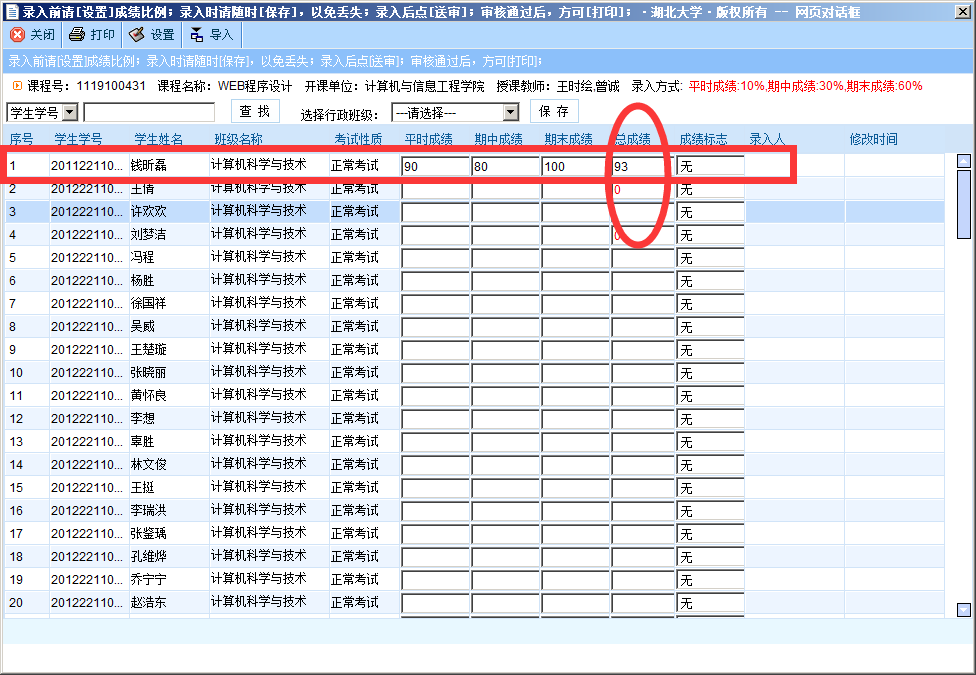 录入前请[设置]成绩比例；录入时请随时[保存]，以免丢失；录入后点[送审]；审核通过后，方可[打印]； - 湖北大学 - 版权所有 -- 网页对话框
关闭 打印 设置 导入
录入前请[设置]成绩比例；录入时请随时[保存]，以免丢失；录入后点[送审]；审核通过后，方可[打印]；
课程号：1119100431 课程名称：WEB程序设计 开课单位：计算机与信息工程学院 授课教师：王时绘,曾诚 录入方式：平时成绩:10%,期中成绩:30%,期末成绩:60%
学生学号 查 找 选择行政班级： ---请选择--- 保 存
序号 学生学号 学生姓名 班级名称 考试性质 平时成绩 期中成绩 期末成绩 总成绩 成绩标志 录入人 修改时间
1 201122110... 钱昕磊 计算机科学与技术 正常考试 90 80 100 93 无
2 201222110... 王倩 计算机科学与技术 正常考试 0 无
3 201222110... 许欢欢 计算机科学与技术 正常考试 无
4 201222110... 刘梦洁 计算机科学与技术 正常考试 0 无
5 201222110... 冯程 计算机科学与技术 正常考试 无
6 201222110... 杨胜 计算机科学与技术 正常考试 无
7 201222110... 徐国祥 计算机科学与技术 正常考试 无
8 201222110... 吴威 计算机科学与技术 正常考试 无
9 201222110... 王楚璇 计算机科学与技术 正常考试 无
10 201222110... 张晓丽 计算机科学与技术 正常考试 无
11 201222110... 黄怀良 计算机科学与技术 正常考试 无
12 201222110... 李想 计算机科学与技术 正常考试 无
13 201222110... 辜胜 计算机科学与技术 正常考试 无
14 201222110... 林文俊 计算机科学与技术 正常考试 无
15 201222110... 王挺 计算机科学与技术 正常考试 无
16 201222110... 李瑞洪 计算机科学与技术 正常考试 无
17 201222110... 张鉴瑀 计算机科学与技术 正常考试 无
18 201222110... 孔维烨 计算机科学与技术 正常考试 无
19 201222110... 乔宁宁 计算机科学与技术 正常考试 无
20 201222110... 赵浩东 计算机科学与技术 正常考试 无